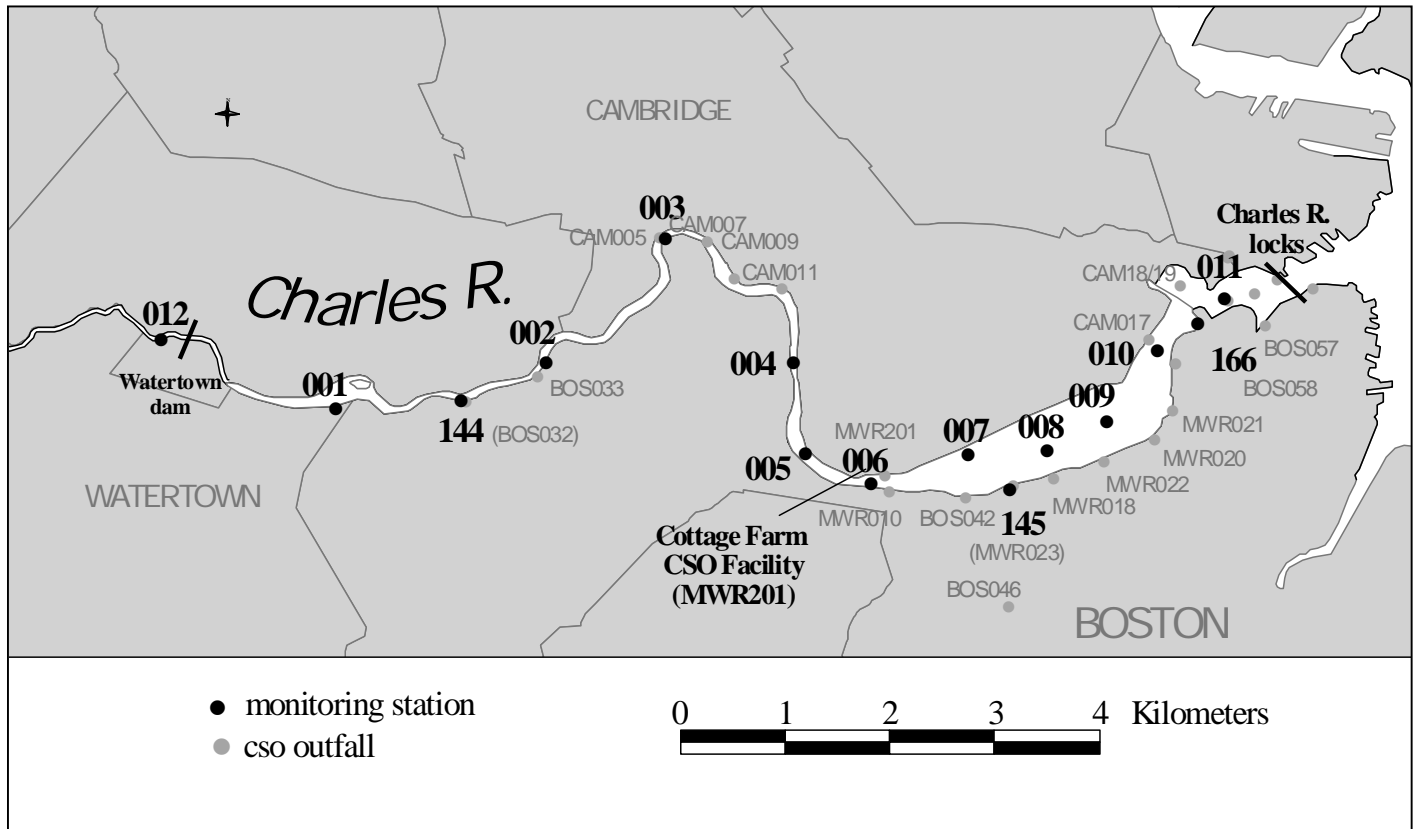 CAMBRIDGE
003
CAM007
CAM005
CAM009
CAM011
Charles R.
locks
011
CAM18/19
Charles R.
012
002
CAM017
010
166
BOS057
Watertown
dam
001
BOS033
004
BOS058
009
144 (BOS032)
MWR201
007
008
MWR021
005
006
MWR020
WATERTOWN
MWR022
MWR010
BOS042
MWR018
145
(MWR023)
Cottage Farm
CSO Facility
(MWR201)
BOS046
BOSTON
monitoring station
cso outfall
0 1 2 3 4 Kilometers